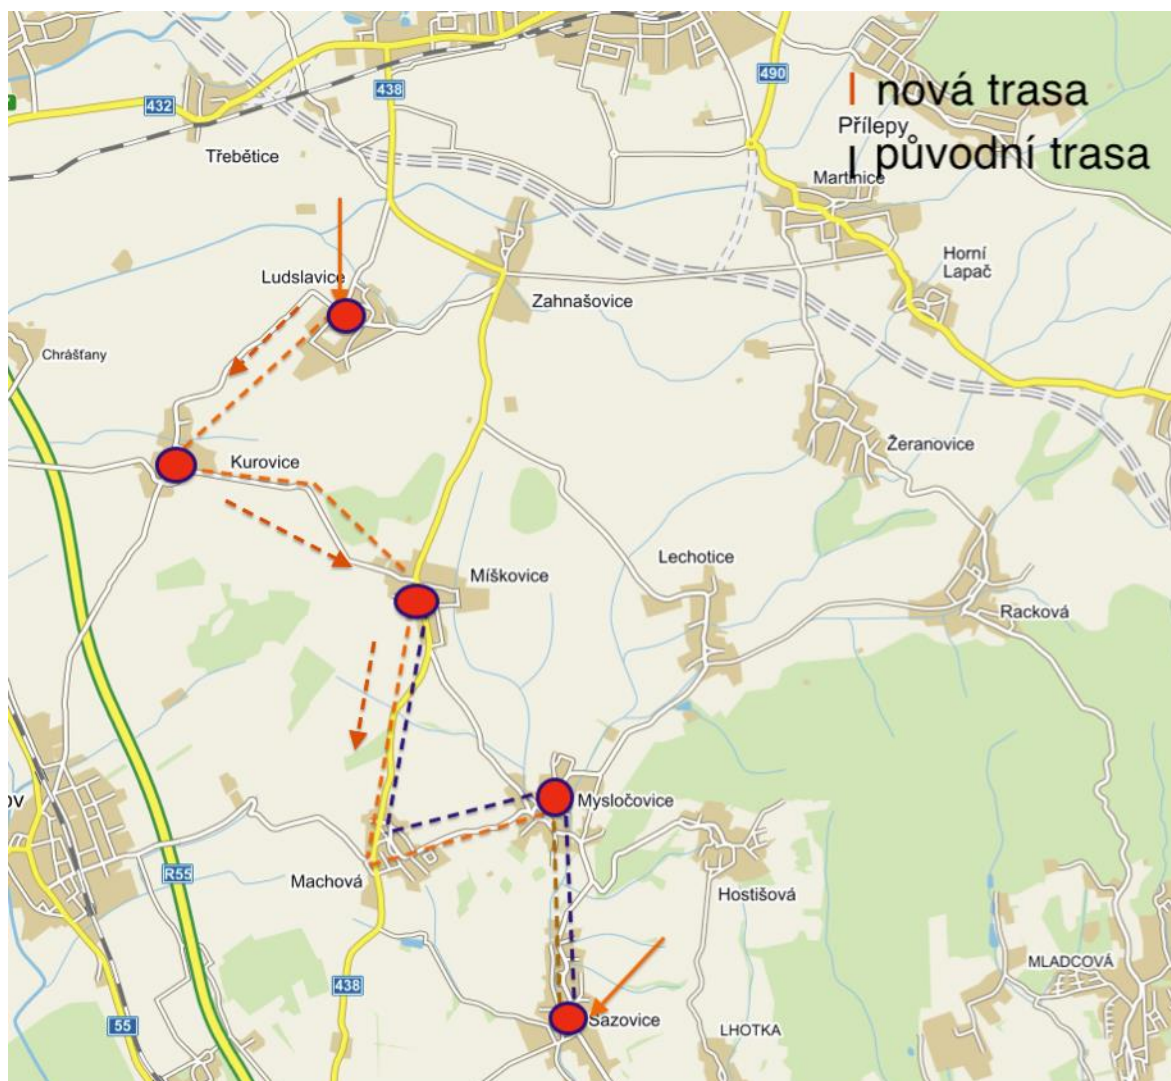 432
438
490
nová trasa
Přílepy
původní trasa
Třebětice
Martinice
Ludslavice
Horní
Lapač
Zahnašovice
Chrášťany
Kurovice
Žeranovice
Míškovice
Lechotice
Racková
ov
Mysločovice
R55
Machová
Hostišová
MLADCOVÁ
438
55
Sazovice
LHOTKA